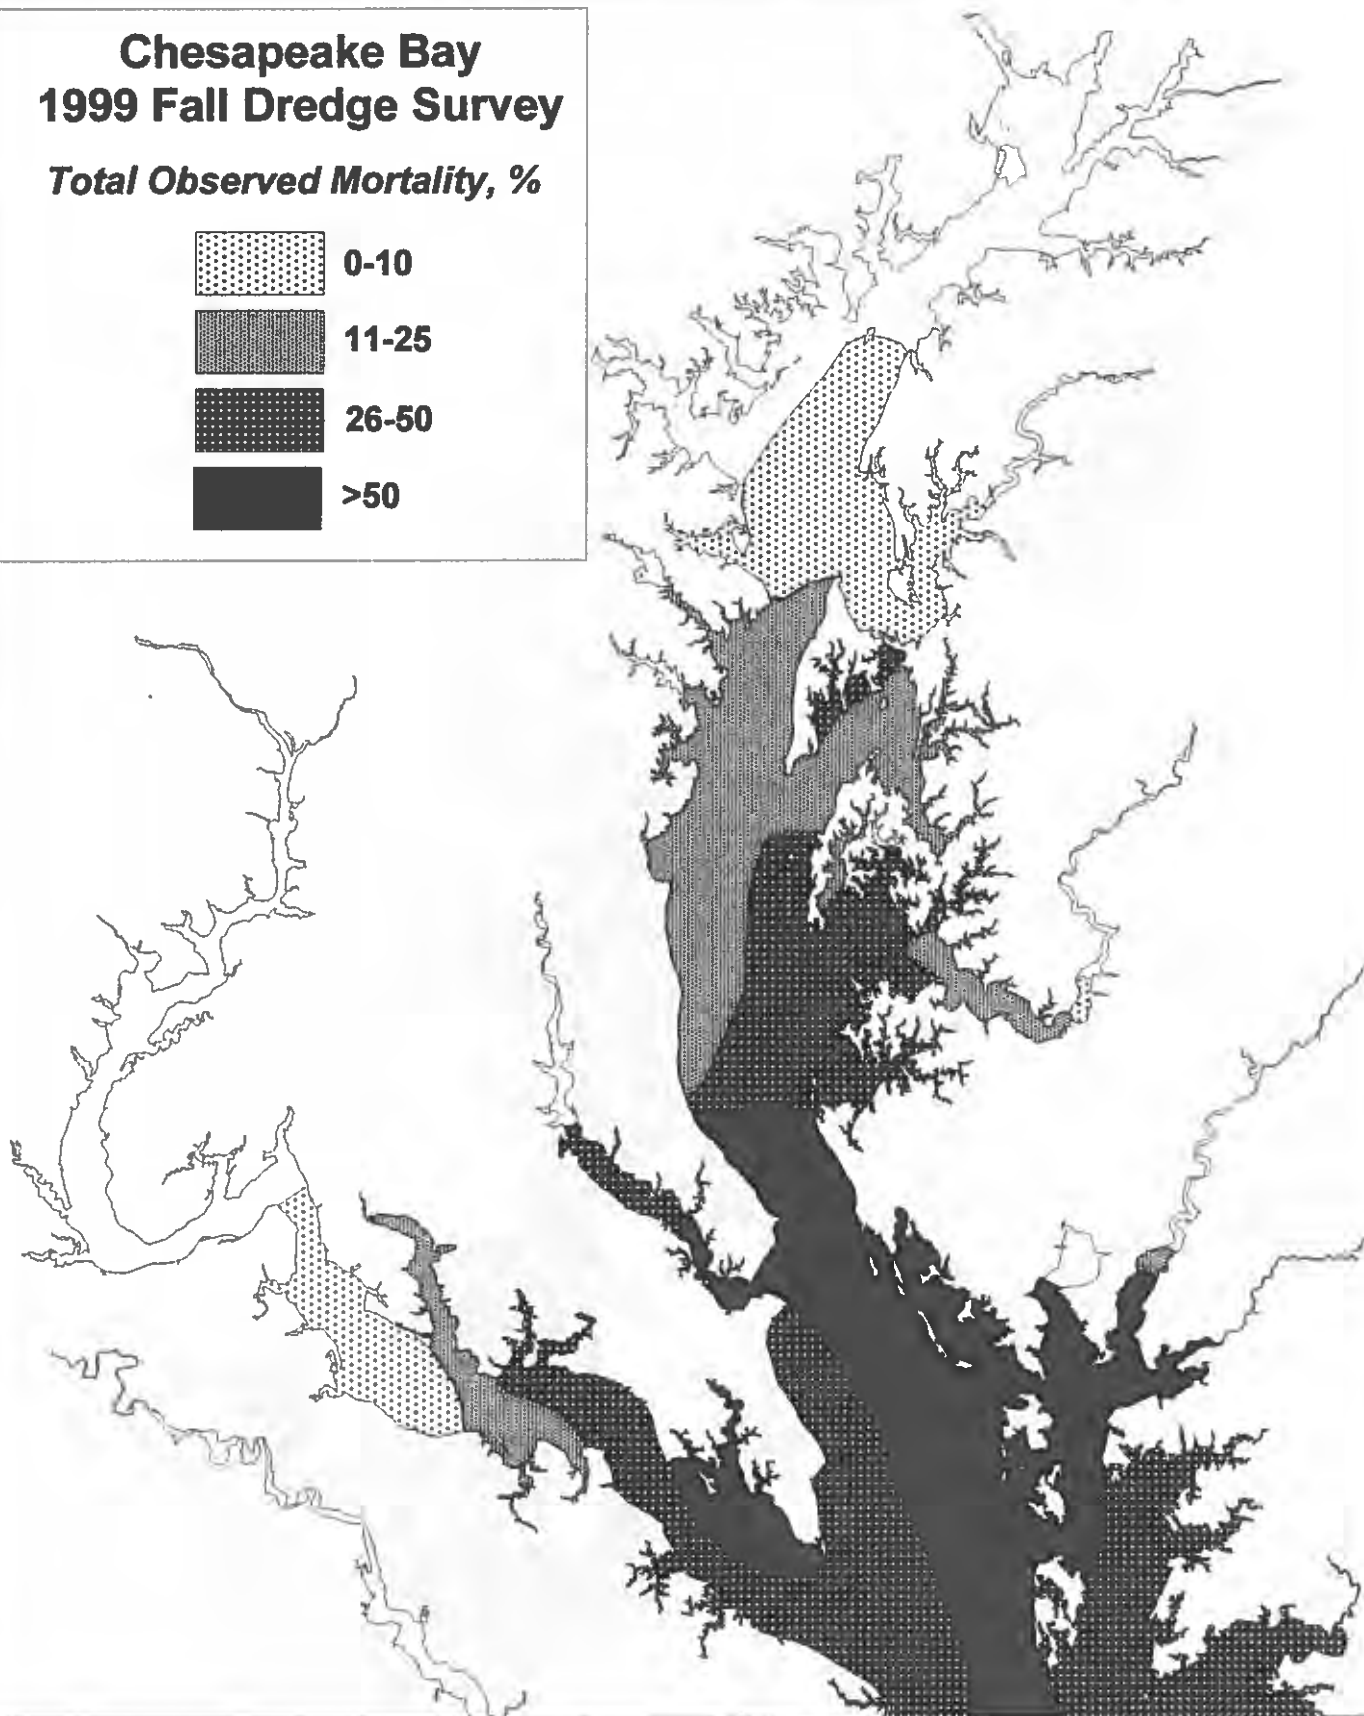 Chesapeake Bay
1999 Fall Dredge Survey
Total Observed Mortality, %
0-10
11-25
26-50
>50